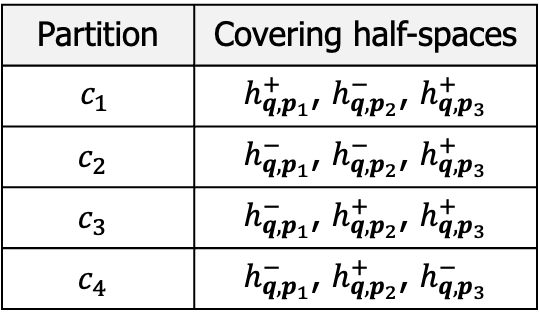 Partition Covering half-spaces
c₁ h⁺q,p₁, h⁻q,p₂, h⁺q,p₃
c₂ h⁻q,p₁, h⁻q,p₂, h⁺q,p₃
c₃ h⁻q,p₁, h⁺q,p₂, h⁺q,p₃
c₄ h⁻q,p₁, h⁺q,p₂, h⁻q,p₃